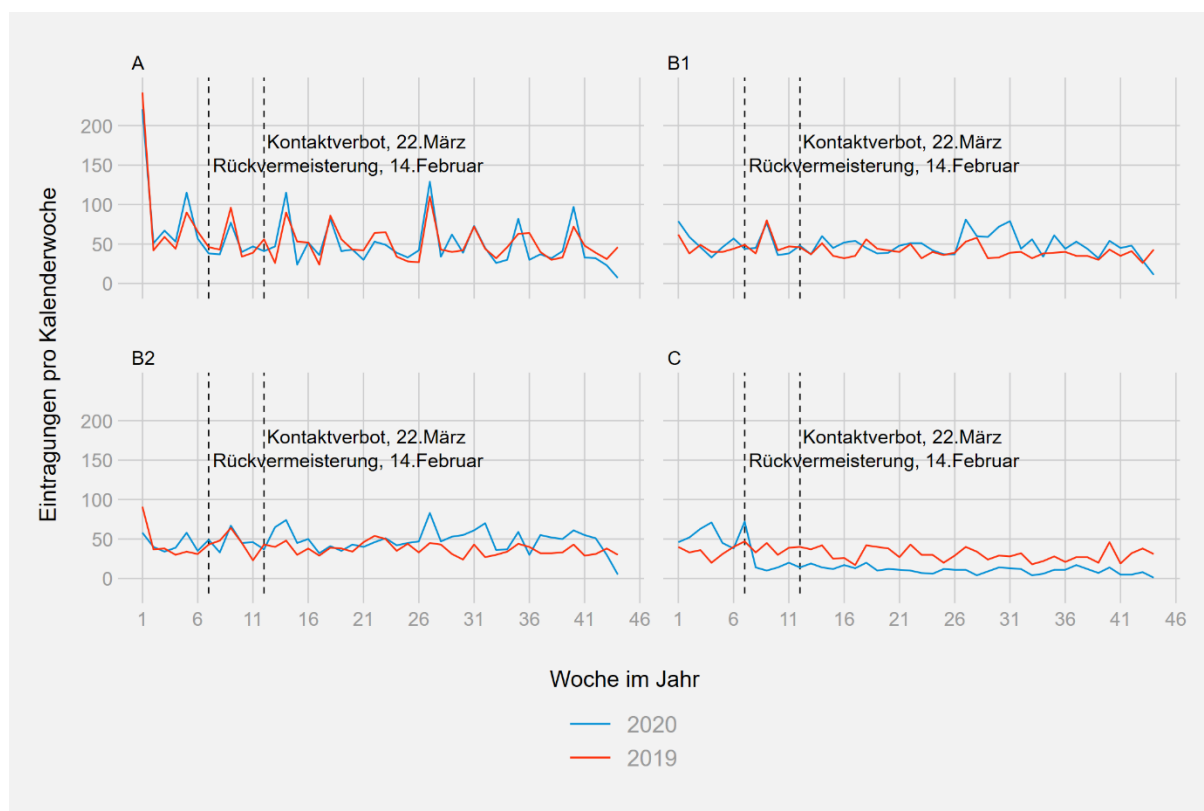 A
B1
200
150
100
50
0
Kontaktverbot, 22.März
Rückvermeisterung, 14.Februar
Kontaktverbot, 22.März
Rückvermeisterung, 14.Februar
Eintragungen pro Kalendewoche
B2
C
200
150
100
50
0
Kontaktverbot, 22.März
Rückvermeisterung, 14.Februar
Kontaktverbot, 22.März
Rückvermeisterung, 14.Februar
1 6 11 16 21 26 31 36 41 46
1 6 11 16 21 26 31 36 41 46
Woche im Jahr
2020
2019